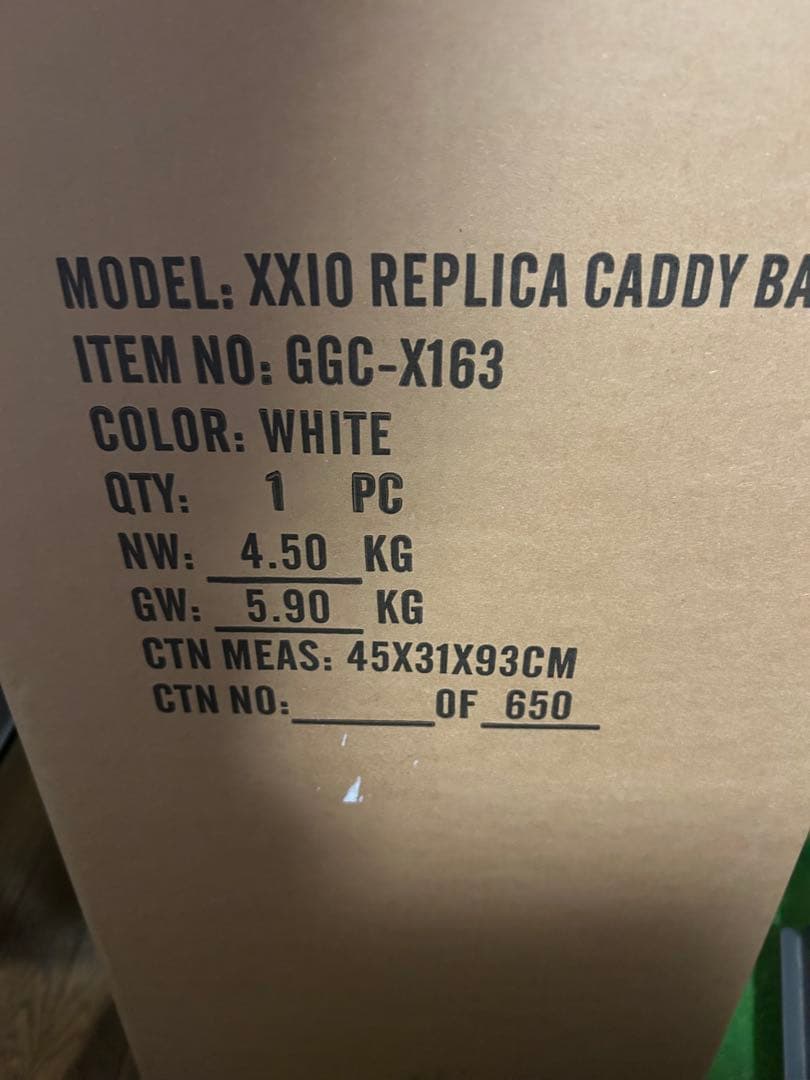 MODEL: XXIO REPLICA CADDY BA
ITEM NO: GGC-X163
COLOR: WHITE
QTY: 1 PC
NW: 4.50 KG
GW: 5.90 KG
CTN MEAS: 45X31X93CM
CTN NO: OF 650